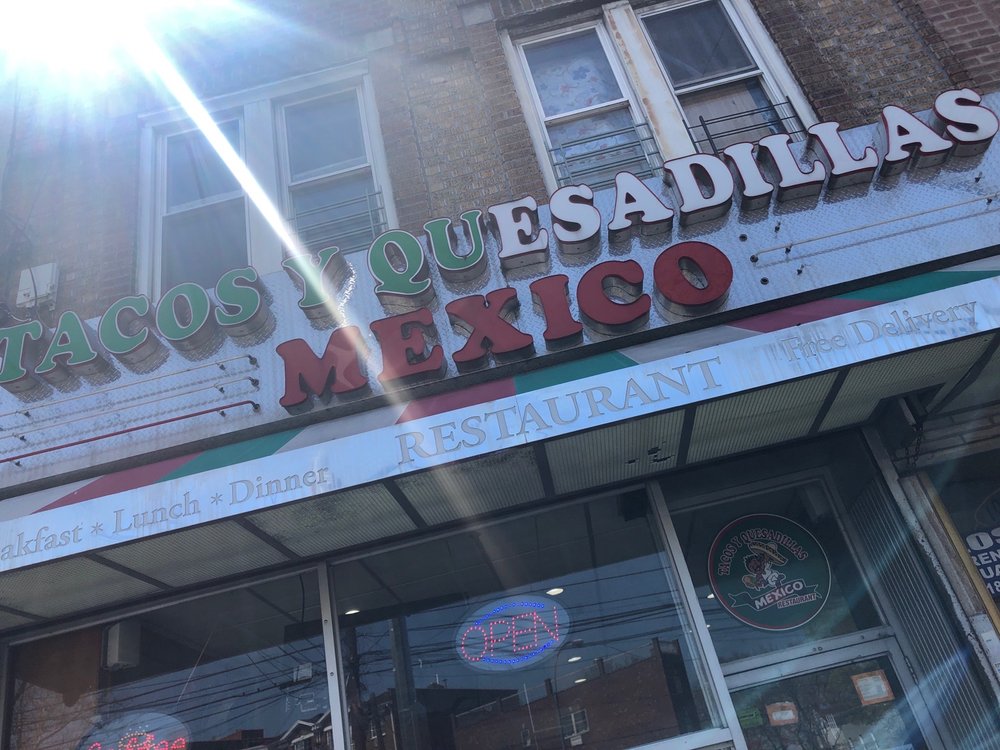 TACOS Y QUESADILLAS
MEXICO
akfast * Lunch * Dinner RESTAURANT Free Delivery
OPEN
TACOS Y QUESADILLAS
MEXICO
RESTAURANT